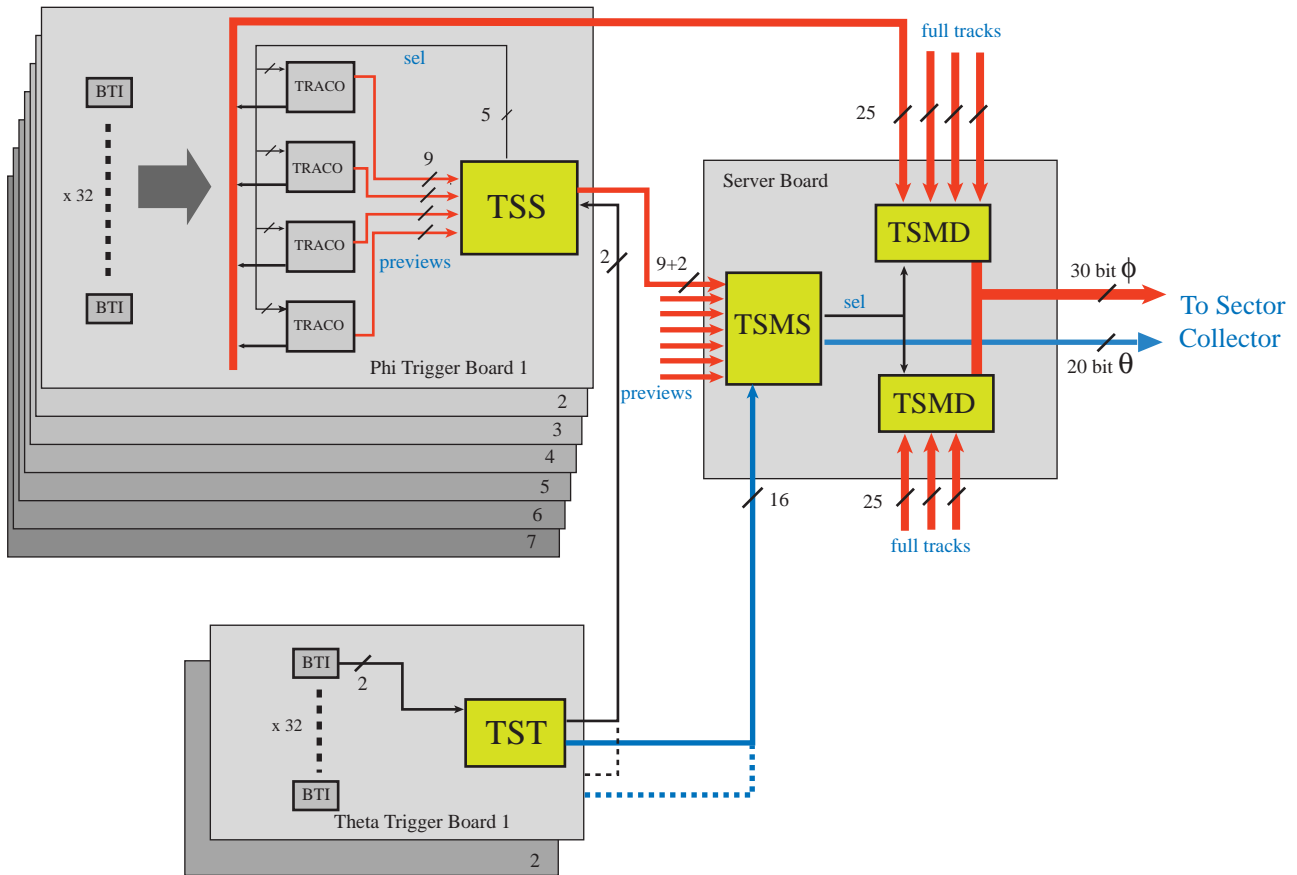 full tracks
sel
BTI
TRACO
5
25
TRACO
9
Server Board
x 32
TSS
TSMD
TRACO
previews
2
9+2
30 bit ϕ
To Sector
Collector
BTI
TRACO
TSMS
sel
20 bit θ
Phi Trigger Board 1
previews
TSMD
2
3
4
5
6
7
16
25
full tracks
BTI
2
x 32
TST
BTI
Theta Trigger Board 1
2